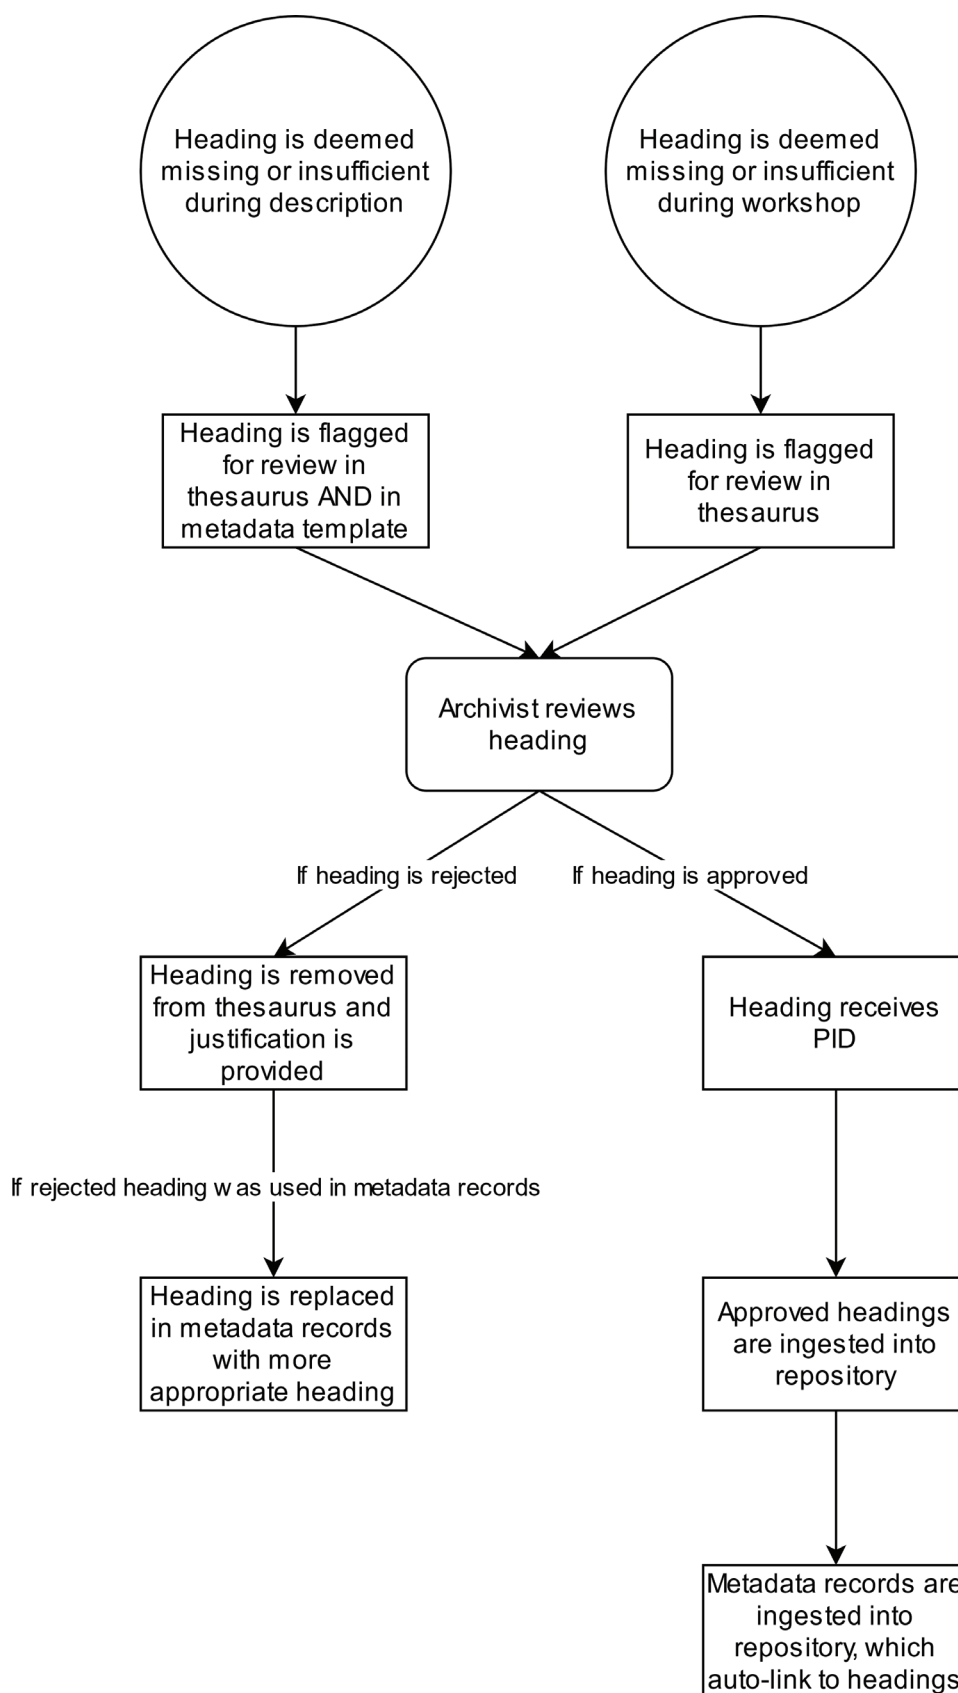 Heading is deemed
missing or insufficient
during description
Heading is deemed
missing or insufficient
during workshop
Heading is flagged
for review in
thesaurus AND in
metadata template
Heading is flagged
for review in
thesaurus
Archivist reviews
heading
If heading is rejected
If heading is approved
Heading is removed
from thesaurus and
justification is
provided
Heading receives
PID
If rejected heading was used in metadata records
Heading is replaced
in metadata records
with more
appropriate heading
Approved headings
are ingested into
repository
Metadata records are
ingested into
repository, which
auto-link to headings